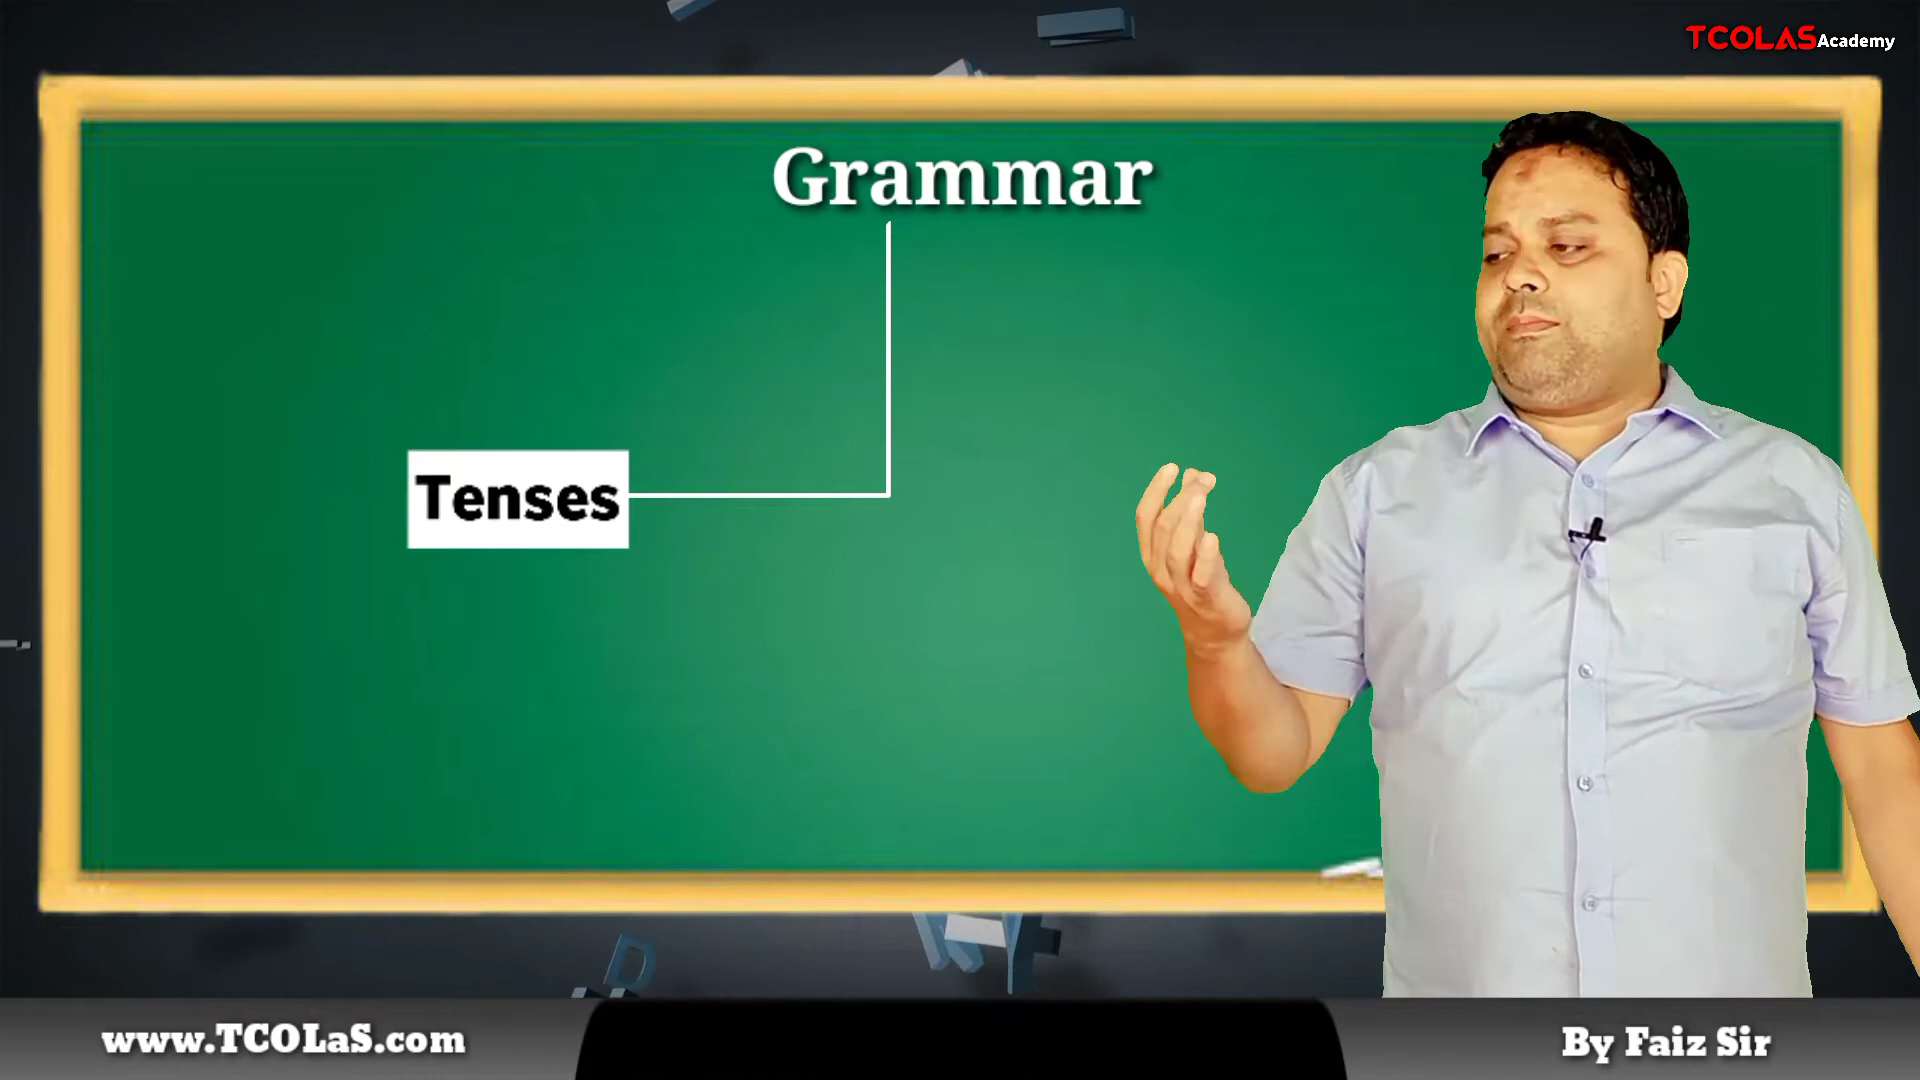 TCOLAS Academy
Grammar
Tenses
www.TCOLaS.com
By Faiz Sir